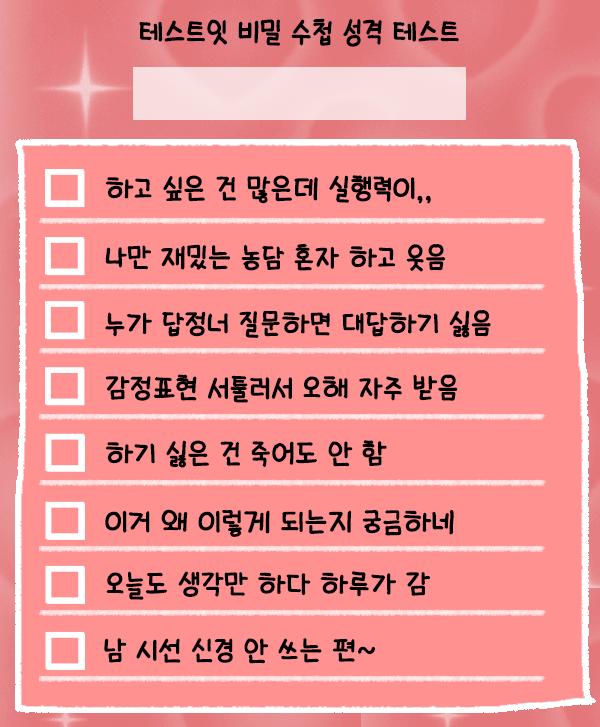 테스트잇 비밀 수첩 성격 테스트
하고 싶은 건 많은데 실행력이,,
나만 재밌는 농담 혼자 하고 웃음
누가 답정너 질문하면 대답하기 싫음
감정표현 서툴러서 오해 자주 받음
하기 싫은 건 죽어도 안 함
이거 왜 이렇게 되는지 궁금하네
오늘도 생각만 하다 하루가 감
남 시선 신경 안 쓰는 편~